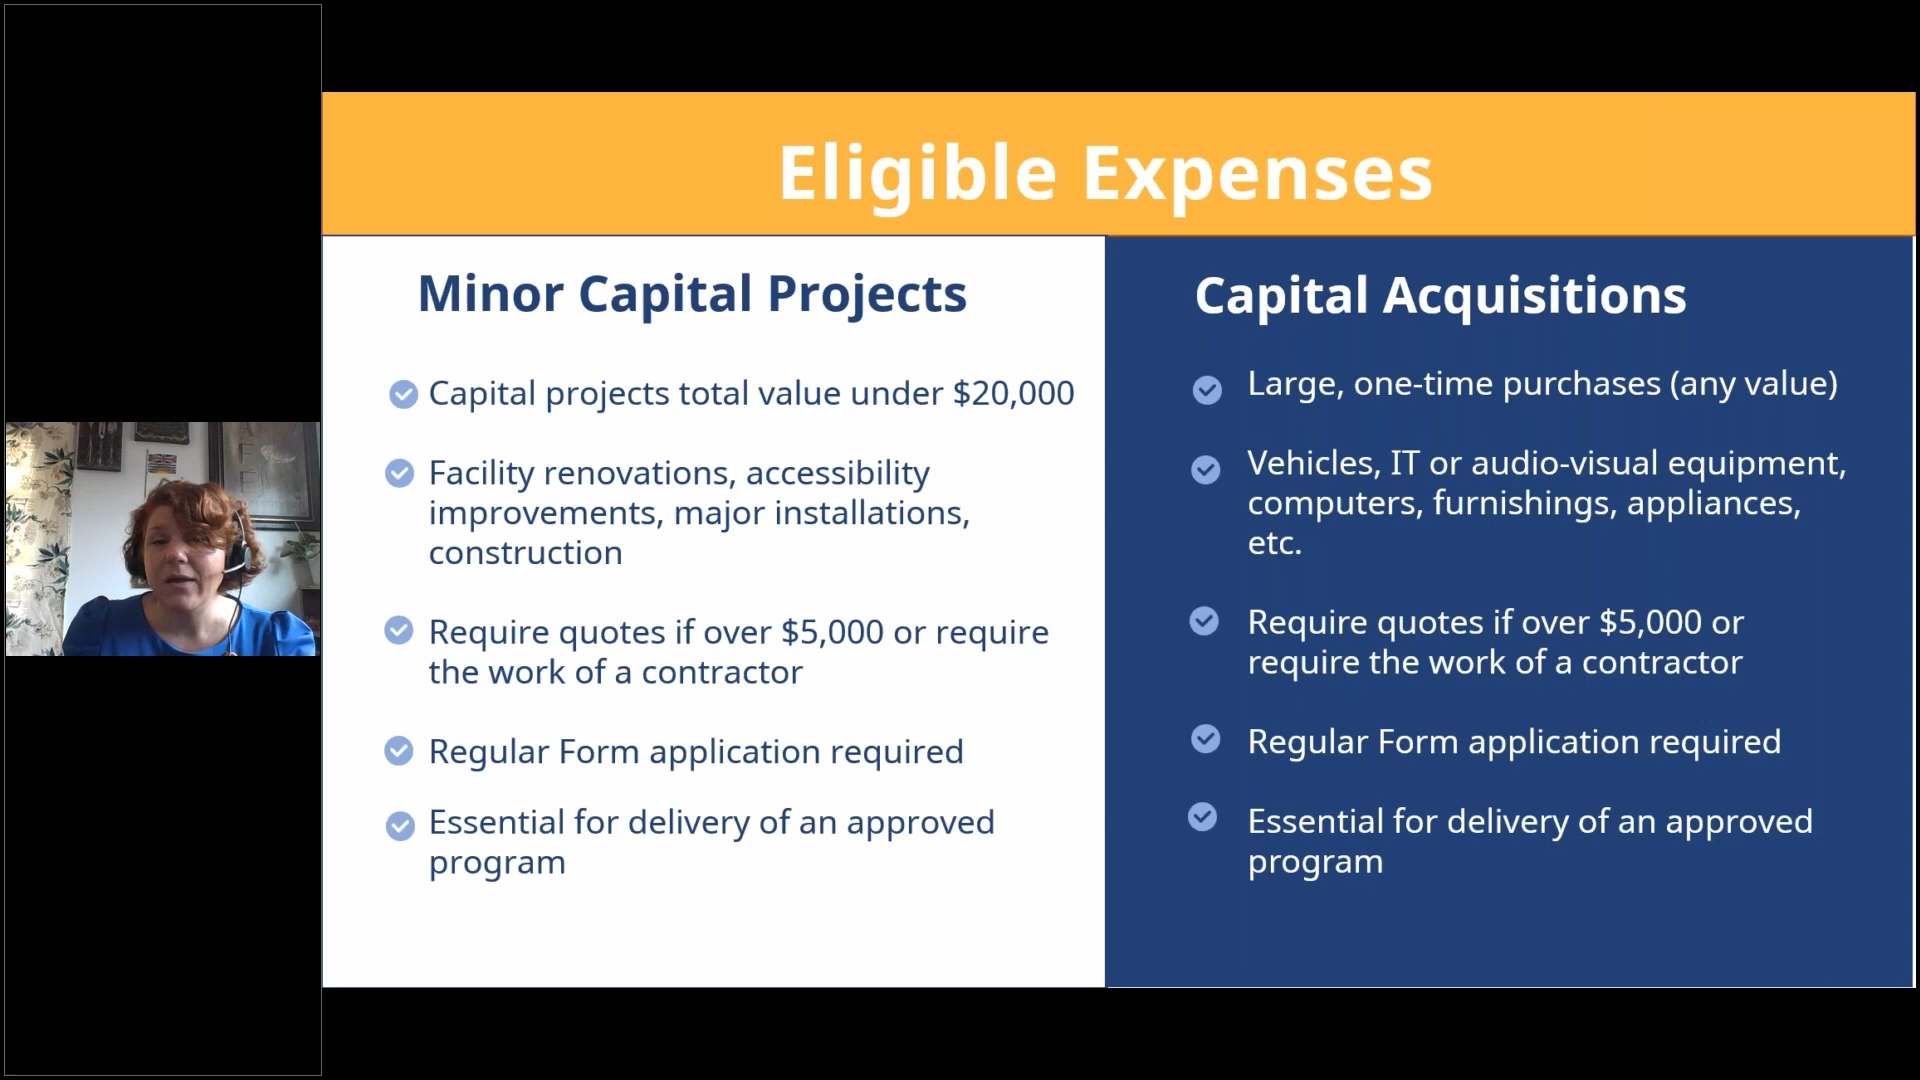 Eligible Expenses
Minor Capital Projects
Capital projects total value under $20,000
Facility renovations, accessibility
improvements, major installations,
construction
Require quotes if over $5,000 or require
the work of a contractor
Regular Form application required
Essential for delivery of an approved
program
Capital Acquisitions
Large, one-time purchases (any value)
Vehicles, IT or audio-visual equipment,
computers, furnishings, appliances,
etc.
Require quotes if over $5,000 or
require the work of a contractor
Regular Form application required
Essential for delivery of an approved
program